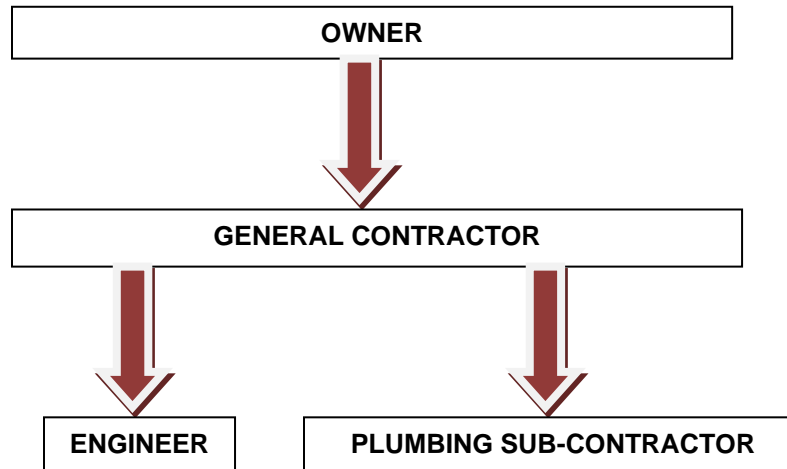 OWNER
GENERAL CONTRACTOR
ENGINEER
PLUMBING SUB-CONTRACTOR